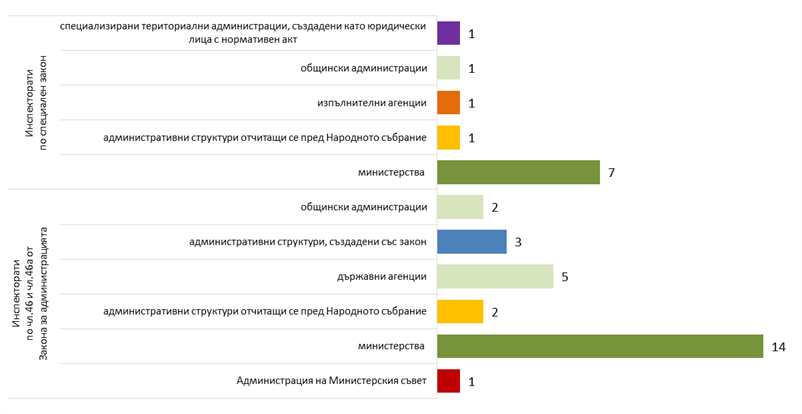 Инспекторати
по специален закон
специализирани териториални администрации, създадени като юридически
лица с нормативен акт
1
общински администрации
1
изпълнителни агенции
1
административни структури отчитащи се пред Народното събрание
1
министерства
7
Инспекторати
по чл.46 и чл.46а от
Закона за администрацията
общински администрации
2
административни структури, създадени със закон
3
държавни агенции
5
административни структури отчитащи се пред Народното събрание
2
министерства
14
Администрация на Министерския съвет
1